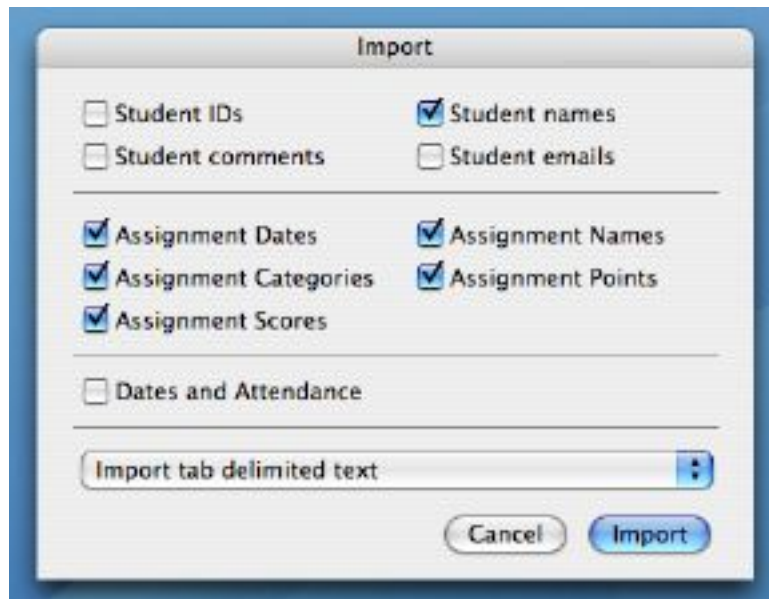 Import
Student IDs
Student names
Student comments
Student emails
Assignment Dates
Assignment Names
Assignment Categories
Assignment Points
Assignment Scores
Dates and Attendance
Import tab delimited text
Cancel
Import